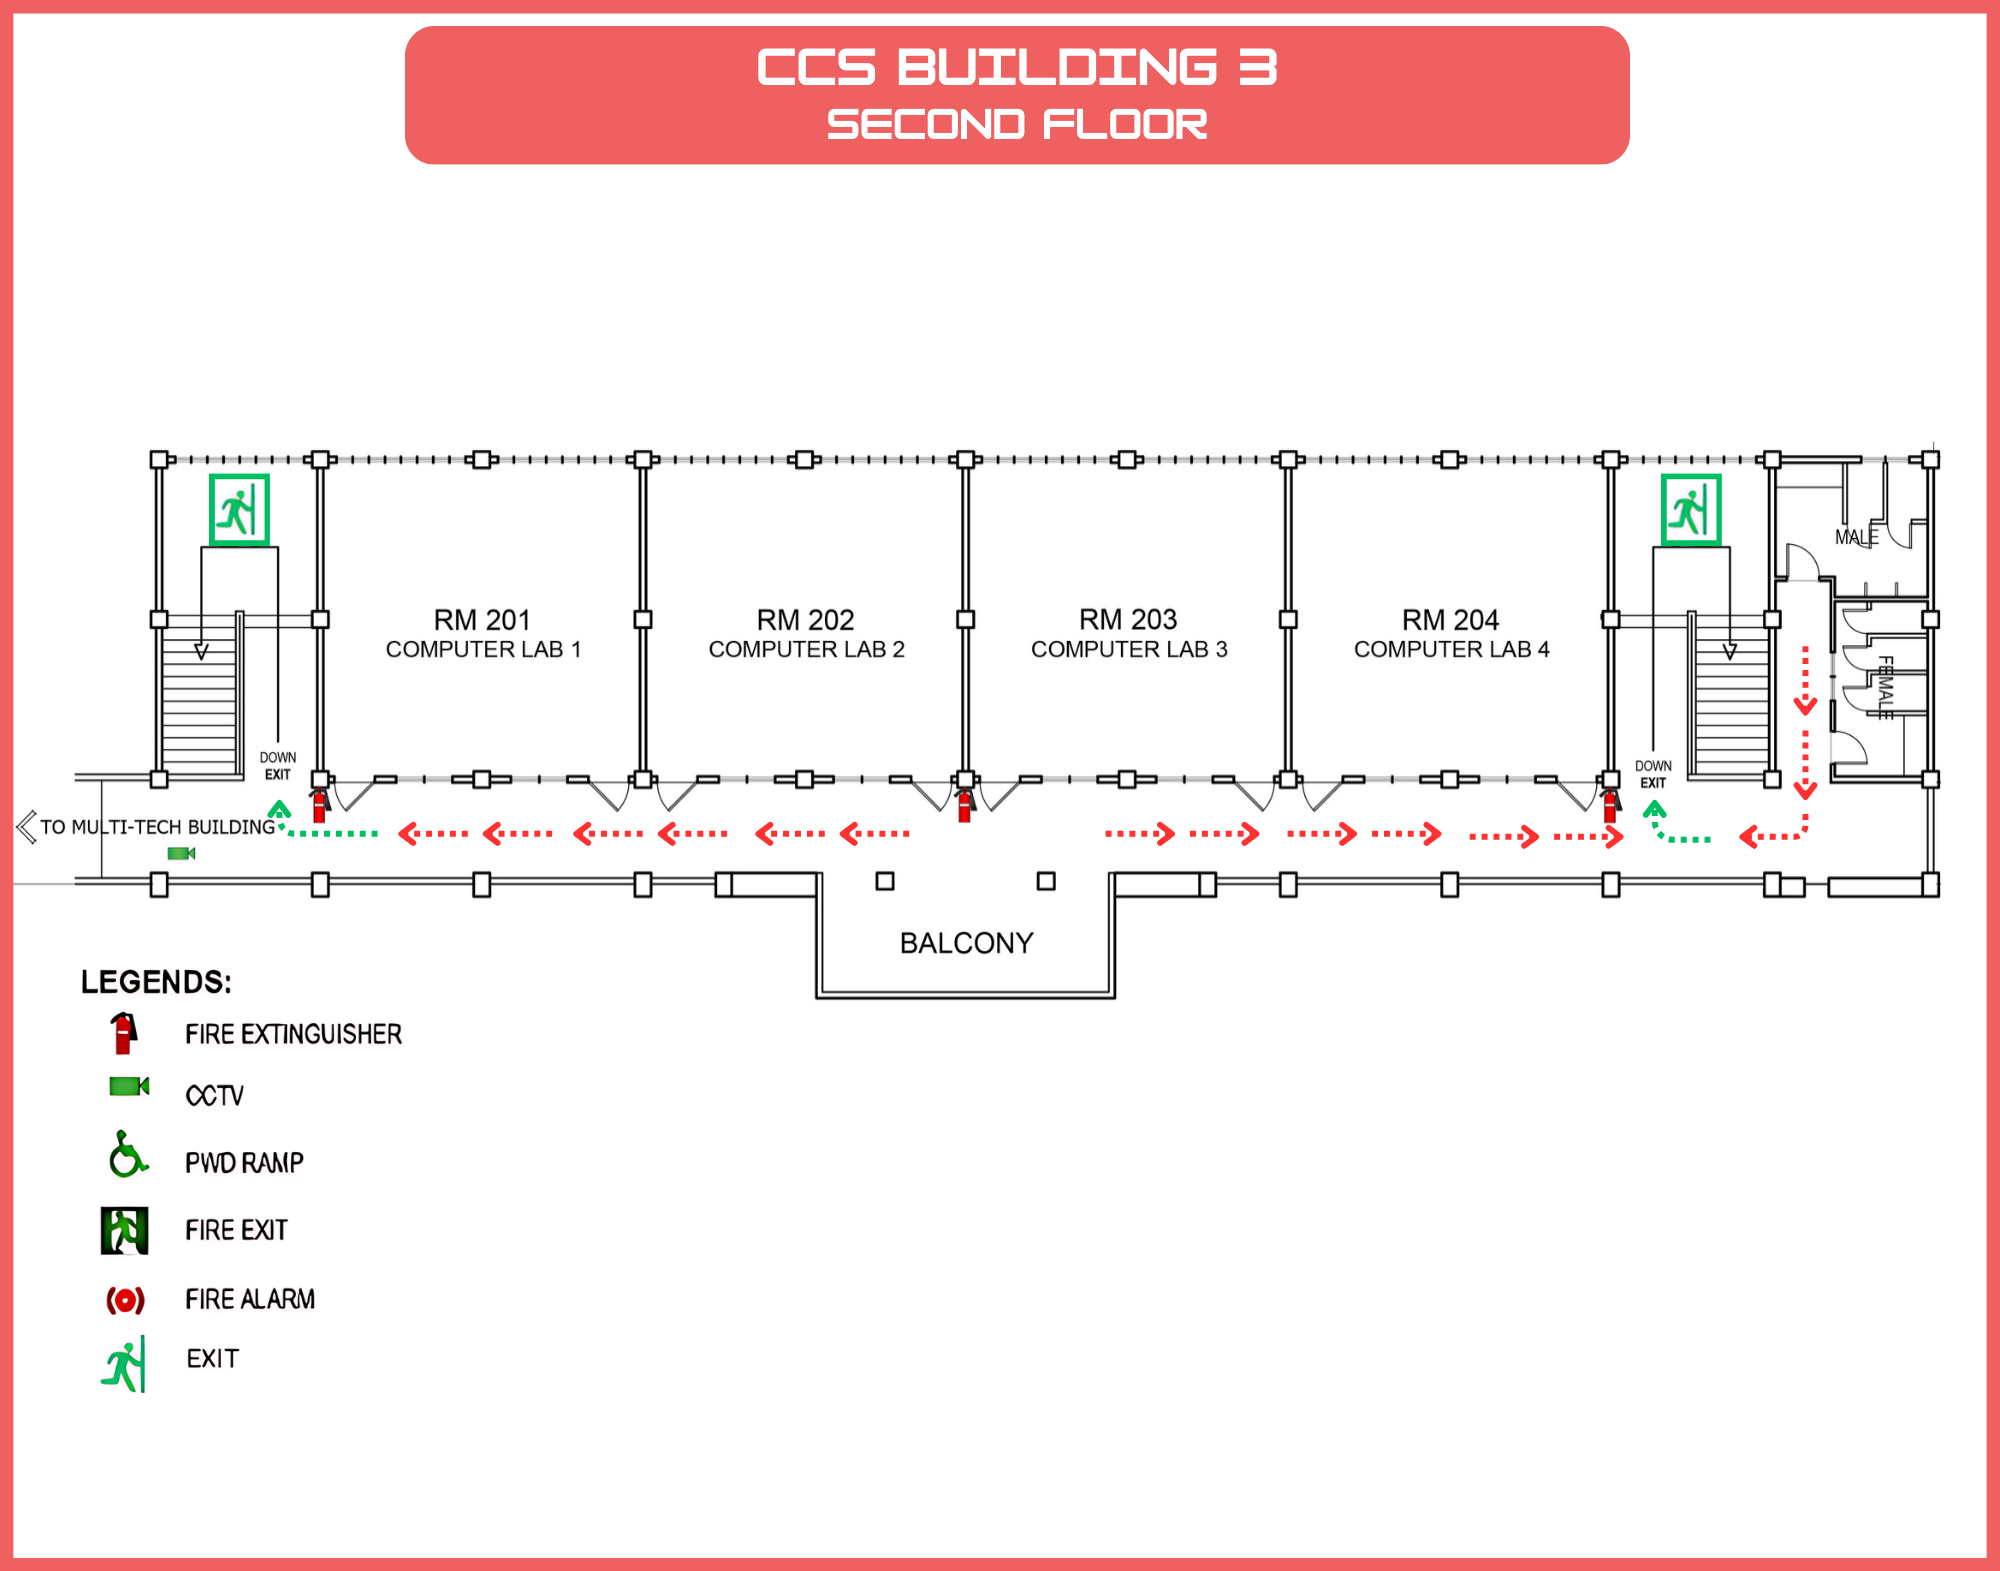 CCS BUILDING 3
SECOND FLOOR
MALE
RM 201
COMPUTER LAB 1
RM 202
COMPUTER LAB 2
RM 203
COMPUTER LAB 3
RM 204
COMPUTER LAB 4
FEMALE
DOWN
EXIT
DOWN
EXIT
TO MULTI-TECH BUILDING
BALCONY
LEGENDS:
FIRE EXTINGUISHER
CCTV
PWD RAMP
FIRE EXIT
FIRE ALARM
EXIT